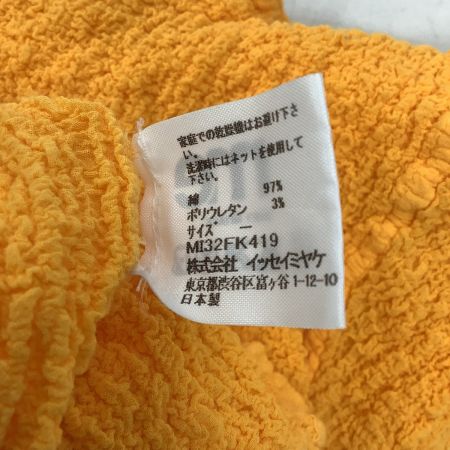 家庭での乾燥機はお避け下さ
い。
洗濯時にはネットを使用して
下さい。
綿 97%
ポリウレタン 3%
サイズ ー
MI32FK419
株式会社 イッセイミヤケ
東京都渋谷区富ヶ谷 1-12-10
日本製